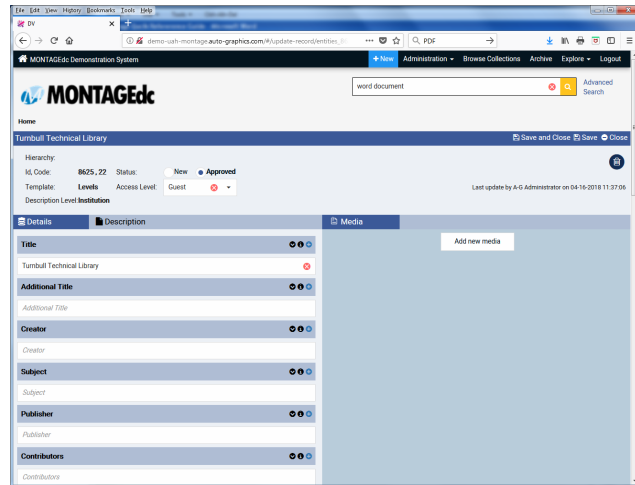 File Edit View History Bookmarks Tools Help
DV
demo-uah-montage.auto-graphics.com/#/update-record/entities_
PDF
MONTAGEdc Demonstration System
+ New Administration Browse Collections Archive Explore Logout
MONTAGEdc
word document
Advanced Search
Home
Turnbull Technical Library
Save and Close Save Close
Hierarchy:
Id, Code: 8625 , 22 Status: New Approved
Template: Levels Access Level: Guest
Last update by A-G Administrator on 04-16-2018 11:37:06
Description Level: Institution
Details Description Media
Title
Add new media
Turnbull Technical Library
Additional Title
Additional Title
Creator
Creator
Subject
Subject
Publisher
Publisher
Contributors
Contributors